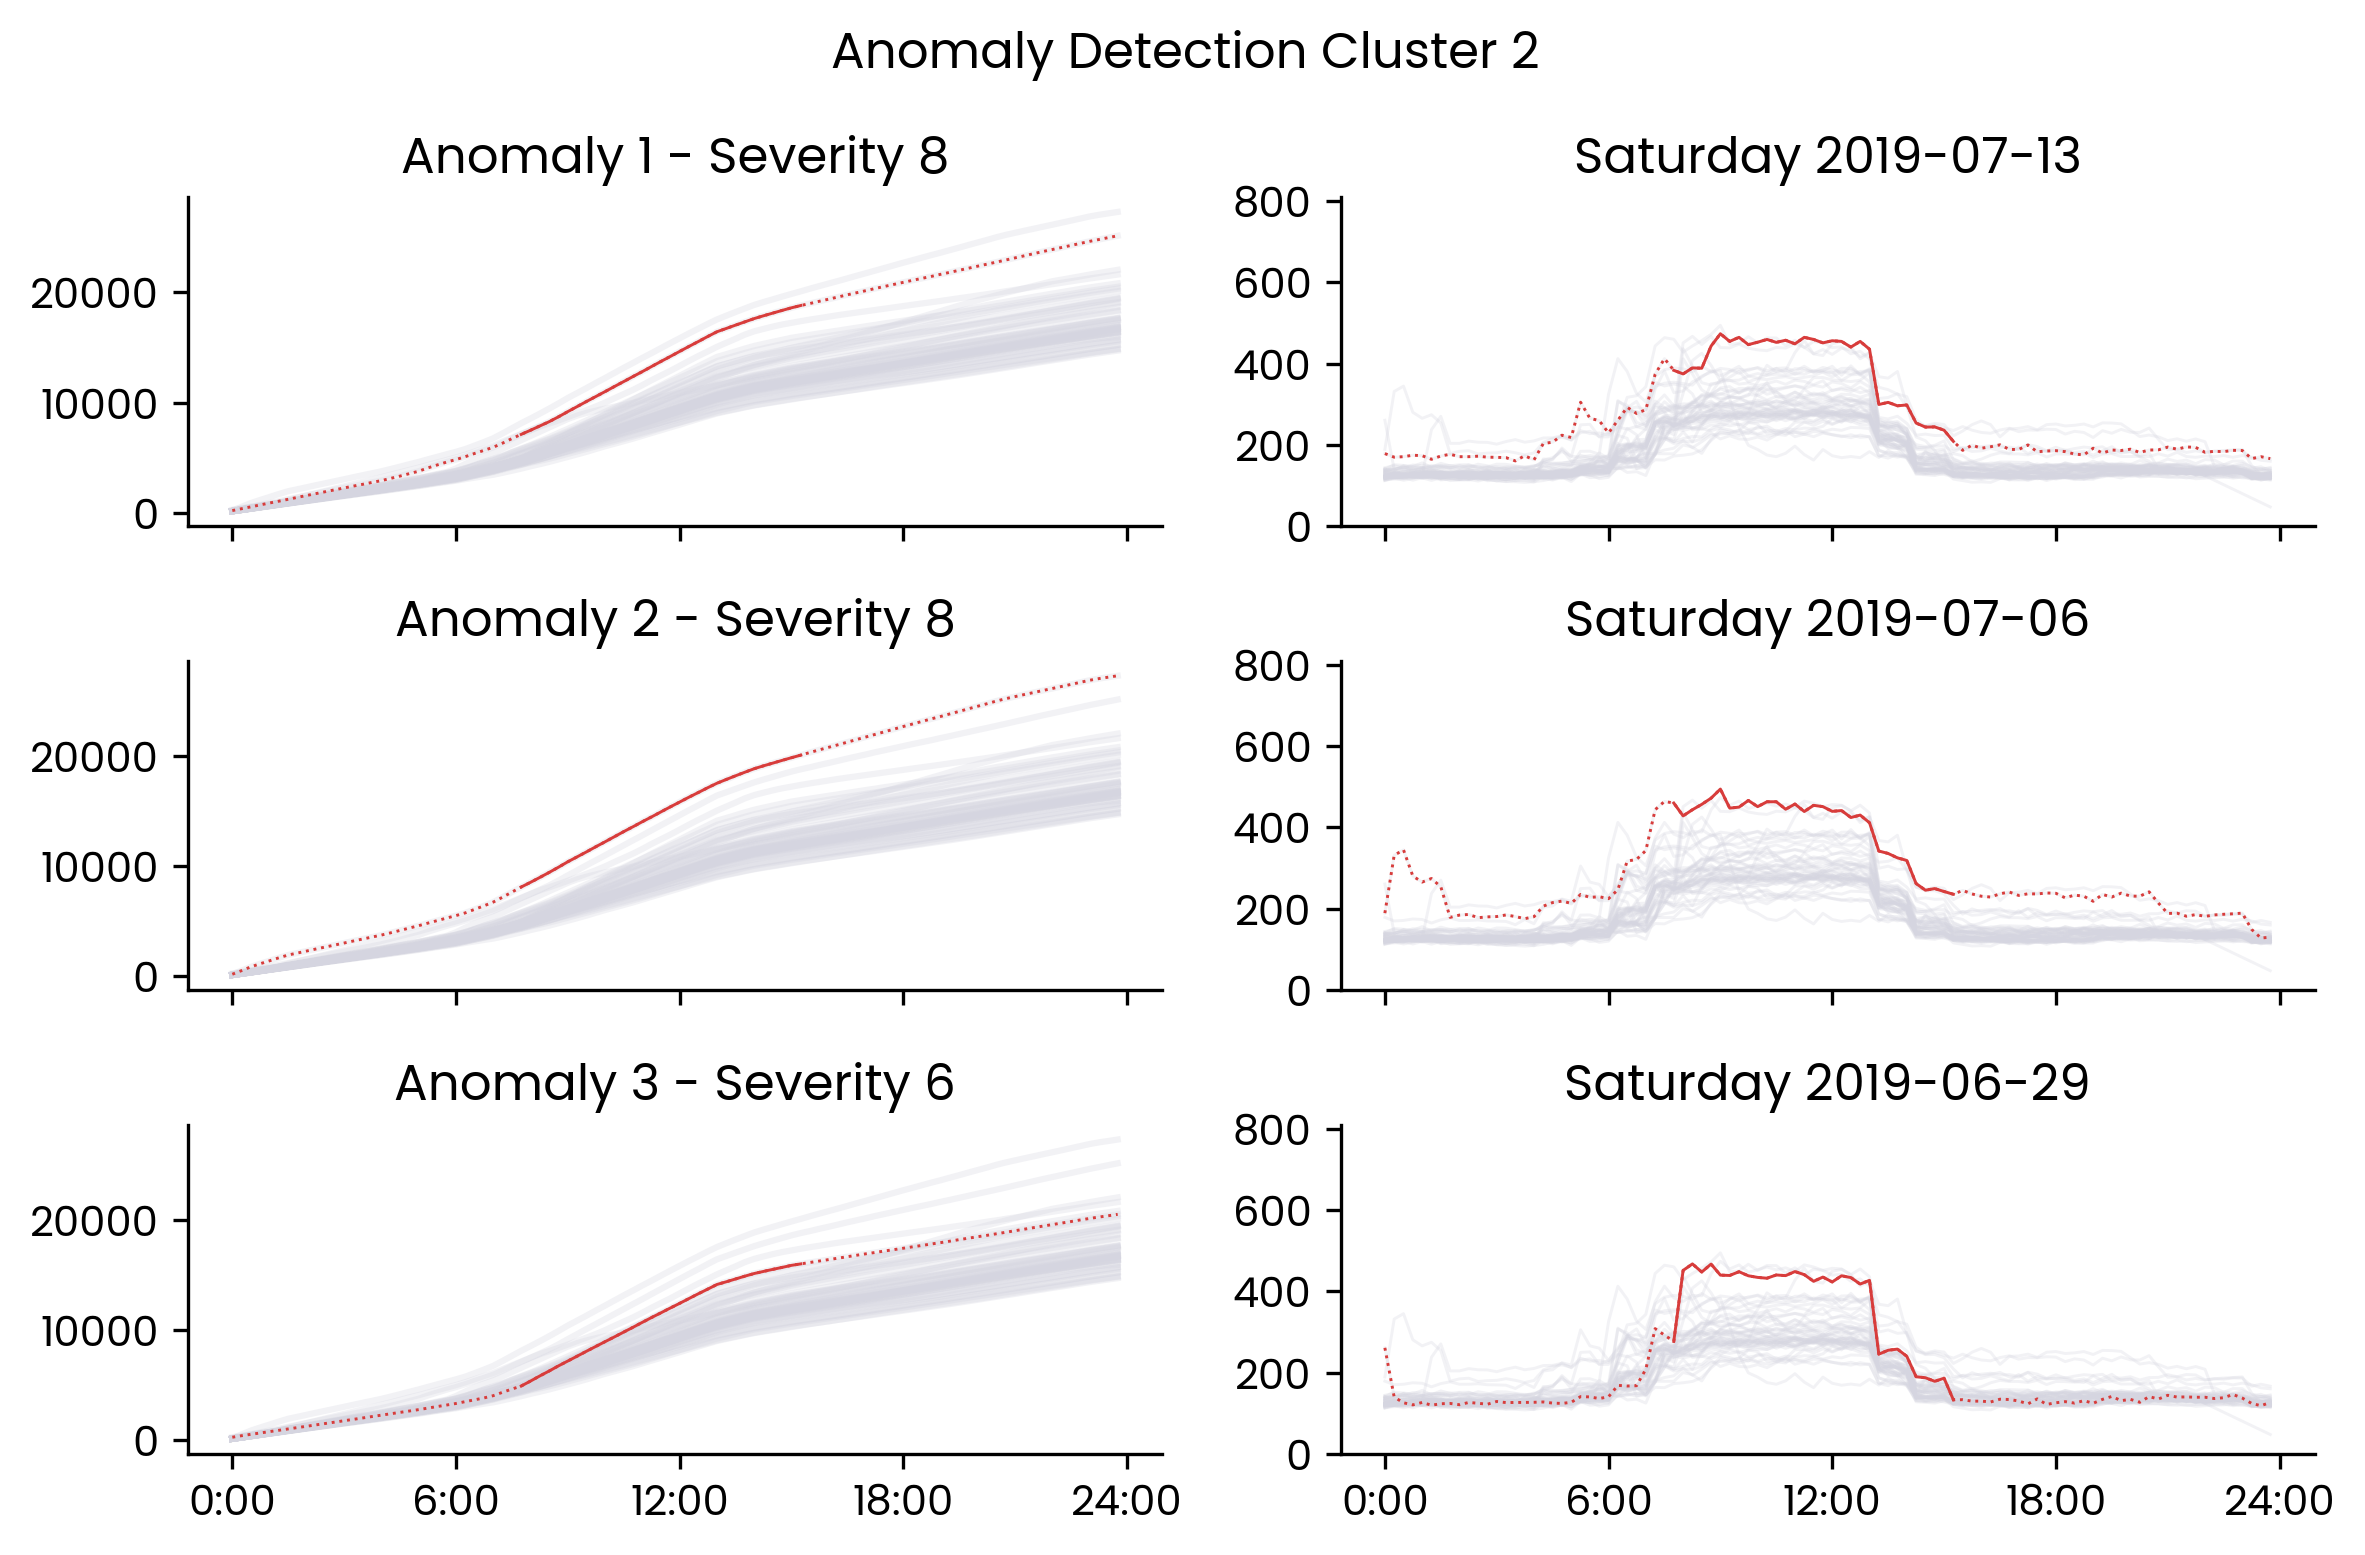 Anomaly Detection Cluster 2
Anomaly 1 - Severity 8
Saturday 2019-07-13
20000
10000
0
800
600
400
200
0
Anomaly 2 - Severity 8
Saturday 2019-07-06
20000
10000
0
800
600
400
200
0
Anomaly 3 - Severity 6
Saturday 2019-06-29
20000
10000
0
800
600
400
200
0
0:00 6:00 12:00 18:00 24:00
0:00 6:00 12:00 18:00 24:00